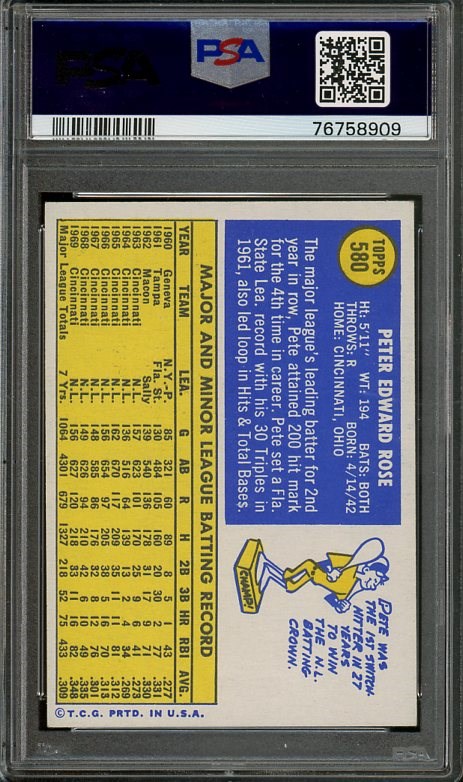 PSA
PSA
76758909
TOPPS
580
PETER EDWARD ROSE
Ht: 5'11" WT: 194 BATS: BOTH
THROWS: R BORN: 4/14/42
HOME: CINCINNATI, OHIO
The major league's leading batter for 2nd
year in row, Pete attained 200 hit mark
for the 4th time in career. Pete set a Fla.
State Lea. record with his 30 Triples in
1961, also led loop in Hits & Total Bases.
PETE WAS
THE 1ST SWITCH-
HITTER IN 27
YEARS
TO WIN
THE N.L.
BATTING
CROWN.
CHAMP!
MAJOR AND MINOR LEAGUE BATTING RECORD
YEAR TEAM LEA. G AB R H 2B 3B HR RBI AVG.
1960 Geneva N.Y.-P. 85 321 60 89 8 5 1 43 .277
1961 Tampa Fla. St. 130 484 105 160 20 30 2 77 .331
1962 Macon Sally 139 540 136 178 31 17 9 71 .330
1963 Cincinnati N.L. 157 623 101 170 25 9 6 41 .273
1964 Cincinnati N.L. 136 516 64 139 13 2 4 34 .269
1965 Cincinnati N.L. 162 670 117 209 35 11 11 81 .312
1966 Cincinnati N.L. 156 654 97 205 38 5 16 70 .313
1967 Cincinnati N.L. 148 585 86 176 32 8 12 76 .301
1968 Cincinnati N.L. 149 626 94 210 42 6 10 49 .335
1969 Cincinnati N.L. 156 627 120 218 33 11 16 82 .348
Major League Totals 7 Yrs. 1064 4301 679 1327 218 52 75 433 .309
© T.C.G. PRTD. IN U.S.A.